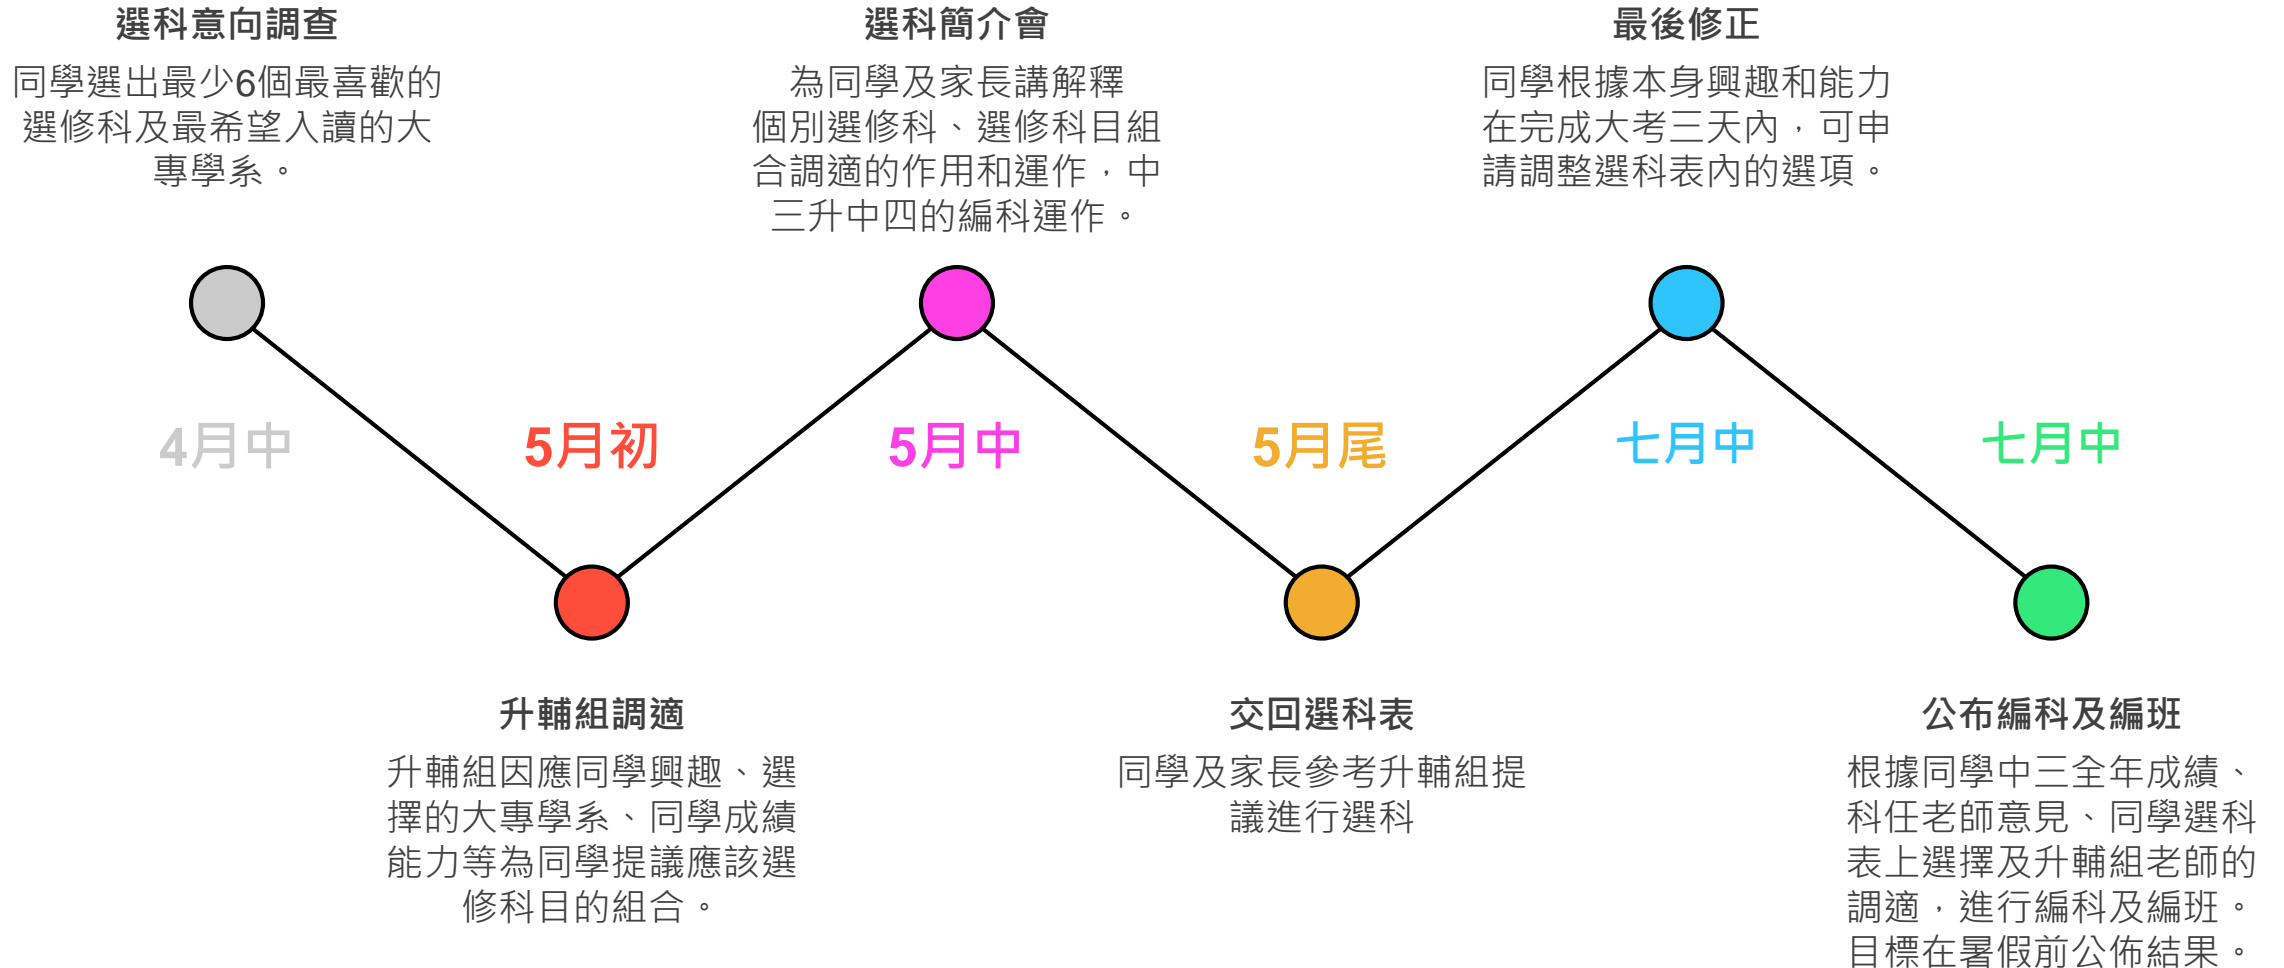 選科意向調查
同學選出最少6個最喜歡的
選修科及最希望入讀的大
專學系。
4月中
5月初
升輔組調適
升輔組因應同學興趣、選
擇的大專學系、同學成績
能力等為同學提議應該選
修科目的組合。
選科簡介會
為同學及家長講解釋
個別選修科、選修科目組
合調適的作用和運作，中
三升中四的編科運作。
5月中
5月尾
交回選科表
同學及家長參考升輔組提
議進行選科
最後修正
同學根據本身興趣和能力
在完成大考三天內，可申
請調整選科表內的選項。
七月中
七月中
公布編科及編班
根據同學中三全年成績、
科任老師意見、同學選科
表上選擇及升輔組老師的
調適，進行編科及編班。
目標在暑假前公佈結果。